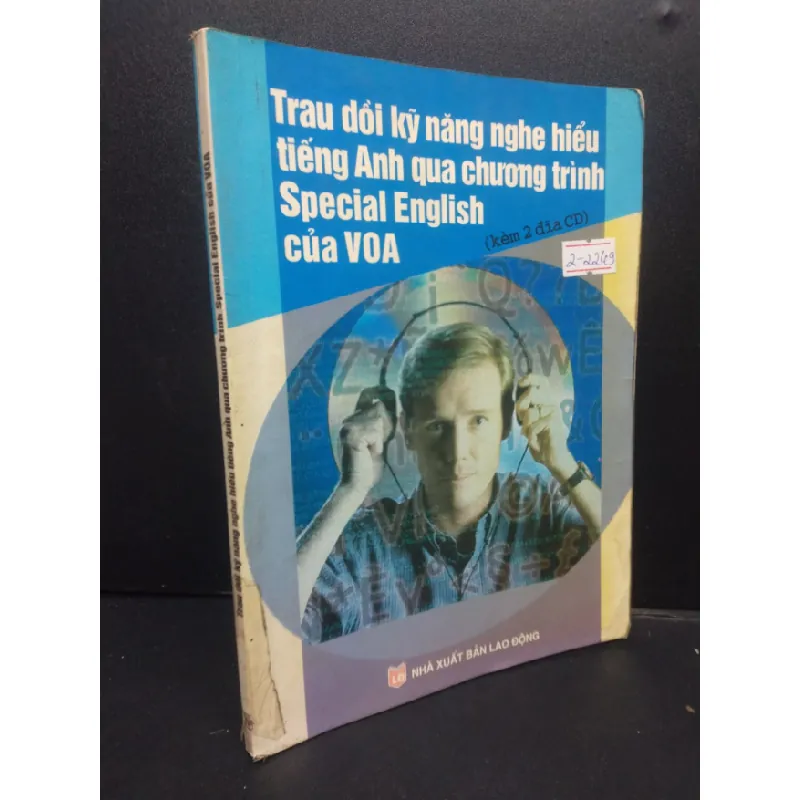 Trau dồi kỹ năng nghe hiểu
tiếng Anh qua chương trình
Special English
của VOA
(kèm 2 đĩa CD)
2-2249
NHÀ XUẤT BẢN LAO ĐỘNG
Trau dồi kỹ năng nghe hiểu tiếng Anh qua chương trình Special English của VOA